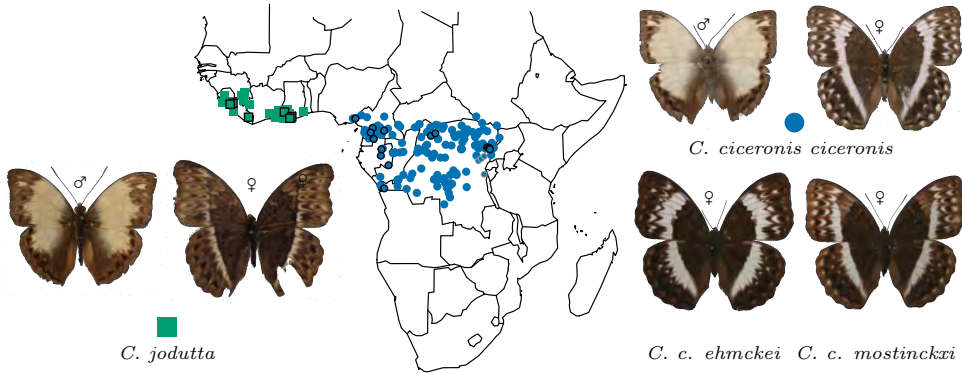 ♂
♀
C. ciceronis ciceronis
♂
♀
♀
♀
♀
C. jodutta
C. c. ehmckei
C. c. mostinckxi